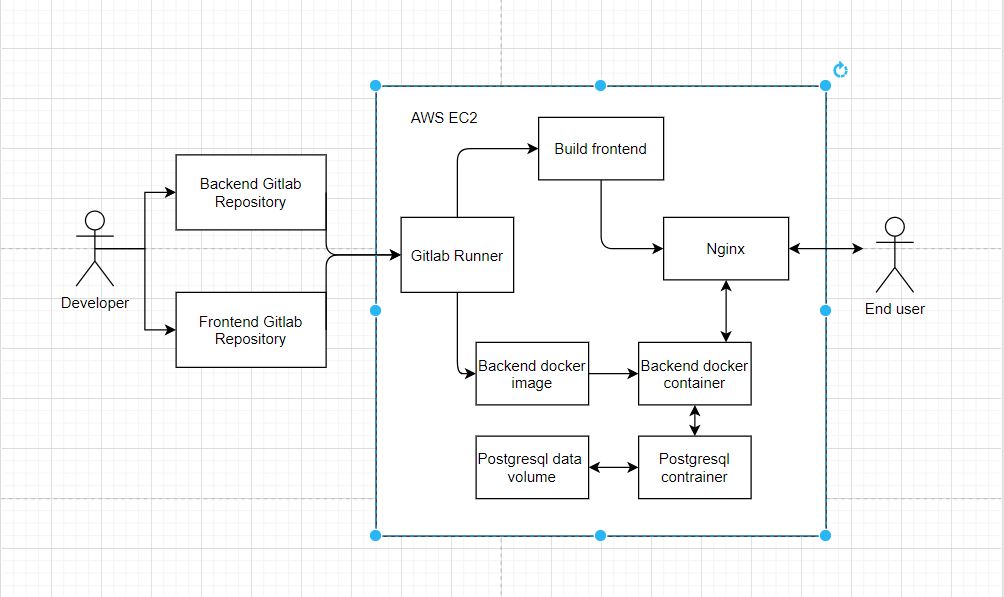 AWS EC2
Build frontend
Backend Gitlab
Repository
Gitlab Runner
Nginx
Developer
End user
Frontend Gitlab
Repository
Backend docker
image
Backend docker
container
Postgresql data
volume
Postgresql
contrainer